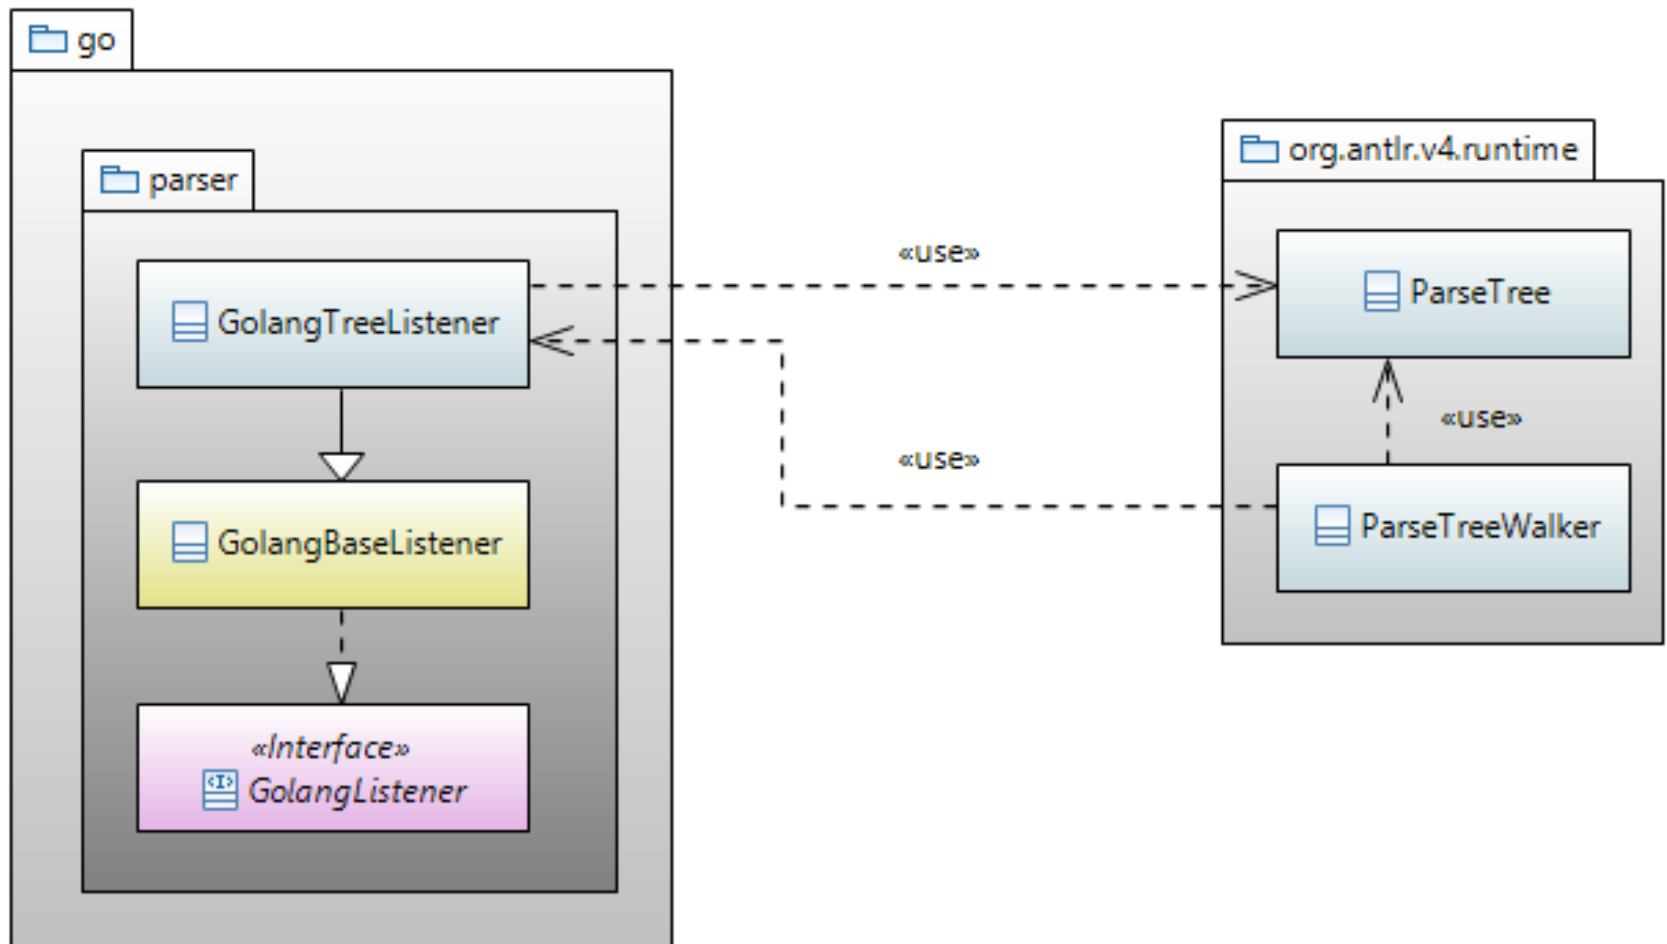 go
parser
org.antlr.v4.runtime
GolangTreeListener
«use»
ParseTree
«use»
«use»
GolangBaseListener
ParseTreeWalker
«Interface»
<I>
GolangListener